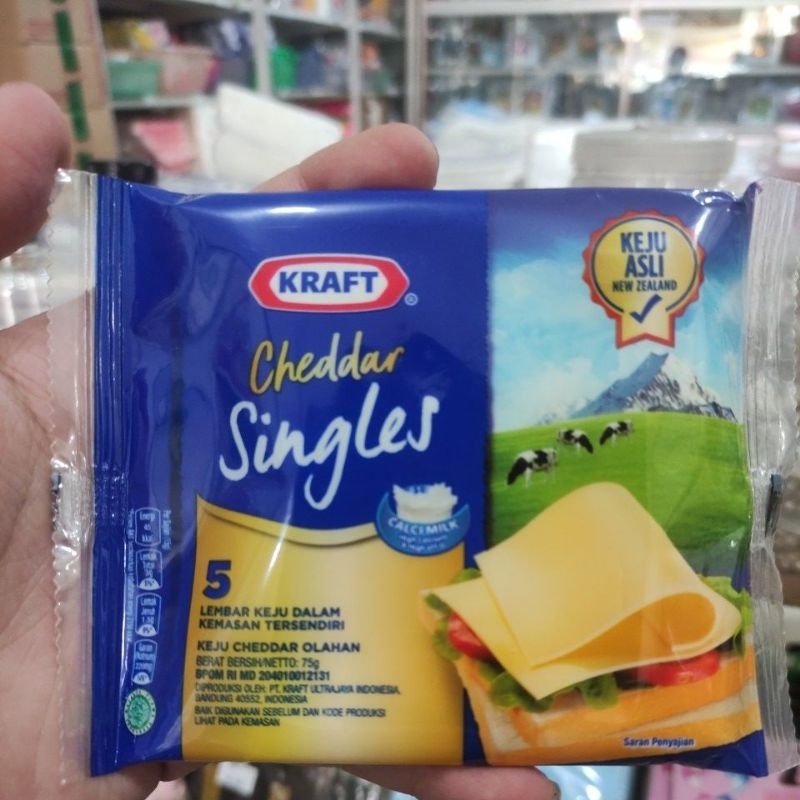 KEJU
ASLI
NEW ZEALAND
KRAFT
®
Cheddar
Singles
CALCIMILK
5
LEMBAR KEJU DALAM
KEMASAN TERSENDIRI
KEJU CHEDDAR OLAHAN
BERAT BERSIH/NETTO: 75g
BPOM RI MD 204010012131
DIPRODUKSI OLEH: PT. KRAFT ULTRAJAYA INDONESIA,
BANDUNG 40552, INDONESIA
BAIK DIGUNAKAN SEBELUM DAN KODE PRODUKSI
LIHAT PADA KEMASAN
Saran Penyajian